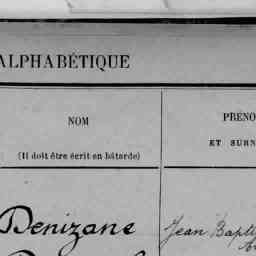 ALPHABÉTIQUE
NOM
(Il doit être écrit en bâtarde)
PRÉNO
ET SURN
Denizane
Jean Bapt